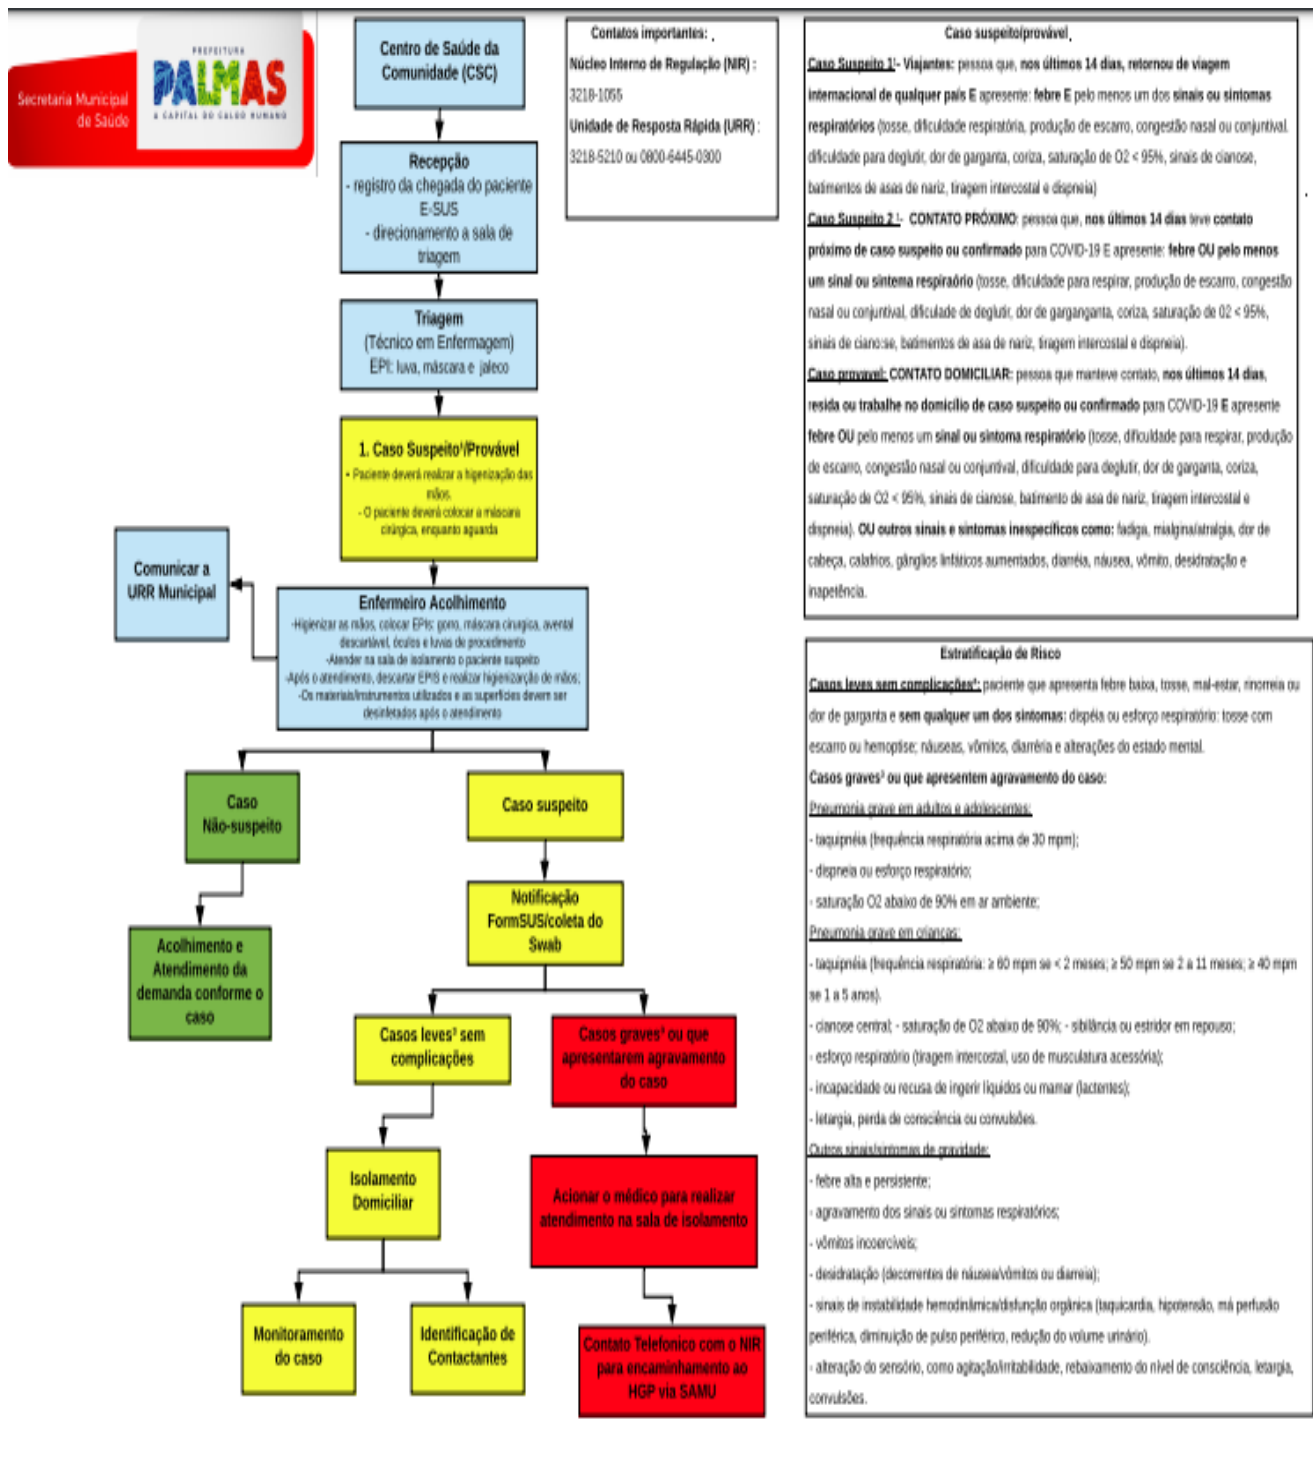 Secretaria Municipal
de Saúde
PREFEITURA
PALMAS
A CAPITAL DO CALOR HUMANO
Centro de Saúde da
Comunidade (CSC)
Recepção
- registro da chegada do paciente
E-SUS
- direcionamento a sala de
triagem
Triagem
(Técnico em Enfermagem)
EPI: luva, máscara e jaleco
1. Caso Suspeito¹/Provável
• Paciente deverá realizar a higenização das
mãos.
- O paciente deverá colocar a máscara
cirúrgica, enquanto aguarda
Comunicar a
URR Municipal
Enfermeiro Acolhimento
-Higienizar as mãos, colocar EPIs: gorro, máscara cirurgica, avental
descartável, óculos e luvas de procedimento
-Atender na sala de isolamento o paciente suspeito
-Após o atendimento, descartar EPIS e realizar higienizarção de mãos;
-Os materiais/instrumentos utilizados e as superfícies devem ser
desinfetados após o atendimento
Caso
Não-suspeito
Caso suspeito
Acolhimento e
Atendimento da
demanda conforme o
caso
Notificação
FormSUS/coleta do
Swab
Casos leves³ sem
complicações
Casos graves³ ou que
apresentarem agravamento
do caso
Isolamento
Domiciliar
Acionar o médico para realizar
atendimento na sala de isolamento
Monitoramento
do caso
Identificação de
Contactantes
Contato Telefonico com o NIR
para encaminhamento ao
HGP via SAMU
Contatos importantes: .
Núcleo Interno de Regulação (NIR) :
3218-1055
Unidade de Resposta Rápida (URR) :
3218-5210 ou 0800-6445-0300
Caso suspeito/provável.
Caso Suspeito 1¹- Viajantes: pessoa que, nos últimos 14 dias, retornou de viagem
internacional de qualquer país E apresente: febre E pelo menos um dos sinais ou sintomas
respiratórios (tosse, dificuldade respiratória, produção de escarro, congestão nasal ou conjuntival,
dificuldade para deglutir, dor de garganta, coriza, saturação de O2 < 95%, sinais de cianose,
batimentos de asas de nariz, tiragem intercostal e dispneia)
Caso Suspeito 2 ¹- CONTATO PRÓXIMO: pessoa que, nos últimos 14 dias teve contato
próximo de caso suspeito ou confirmado para COVID-19 E apresente: febre OU pelo menos
um sinal ou sintema respiraório (tosse, dificuldade para respirar, produção de escarro, congestão
nasal ou conjuntival, dificulade de deglutir, dor de garganganta, coriza, saturação de 02 < 95%,
sinais de cianose, batimentos de asa de nariz, tiragem intercostal e dispneia).
Caso provavel: CONTATO DOMICILIAR: pessoa que manteve contato, nos últimos 14 dias,
resida ou trabalhe no domicílio de caso suspeito ou confirmado para COVID-19 E apresente
febre OU pelo menos um sinal ou sintoma respiratório (tosse, dificuldade para respirar, produção
de escarro, congestão nasal ou conjuntival, dificuldade para deglutir, dor de garganta, coriza,
saturação de O2 < 95%, sinais de cianose, batimento de asa de nariz, tiragem intercostal e
dispneia). OU outros sinais e sintomas inespecíficos como: fadiga, mialgina/atralgia, dor de
cabeça, calafrios, gânglios linfáticos aumentados, diarréia, náusea, vômito, desidratação e
inapetência.
Estratificação de Risco
Casos leves sem complicações³: paciente que apresenta febre baixa, tosse, mal-estar, rinorreia ou
dor de garganta e sem qualquer um dos sintomas: dispéia ou esforço respiratório: tosse com
escarro ou hemoptise; náuseas, vômitos, diarréria e alterações do estado mental.
Casos graves³ ou que apresentem agravamento do caso:
Pneumonia grave em adultos e adolescentes:
- taquipnéia (frequência respiratória acima de 30 mpm);
- dispneia ou esforço respiratório;
- saturação O2 abaixo de 90% em ar ambiente;
Pneumonia grave em crianças:
- taquipnéia (frequência respiratória: ≥ 60 mpm se < 2 meses; ≥ 50 mpm se 2 a 11 meses; ≥ 40 mpm
se 1 a 5 anos).
- cianose central; - saturação de O2 abaixo de 90%; - sibilância ou estridor em repouso;
- esforço respiratório (tiragem intercostal, uso de musculatura acessória);
- incapacidade ou recusa de ingerir líquidos ou mamar (lactentes);
- letargia, perda de consciência ou convulsões.
Outros sinais/sintomas de gravidade:
- febre alta e persistente;
- agravamento dos sinais ou sintomas respiratórios;
- vômitos incoercíveis;
- desidratação (decorrentes de náusea/vômitos ou diarreia);
- sinais de instabilidade hemodinâmica/disfunção orgânica (taquicardia, hipotensão, má perfusão
periférica, diminuição de pulso periférico, redução do volume urinário).
- alteração do sensório, como agitação/irritabilidade, rebaixamento do nível de consciência, letargia,
convulsões.